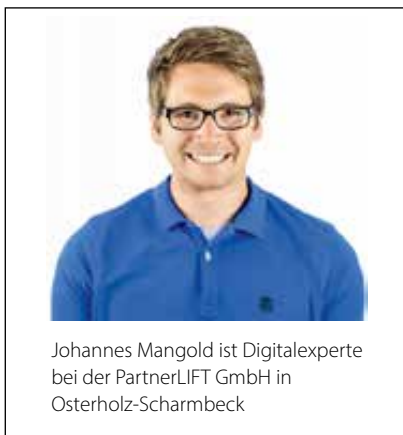 Johannes Mangold ist Digitalexperte
bei der PartnerLIFT GmbH in
Osterholz-Scharmbeck